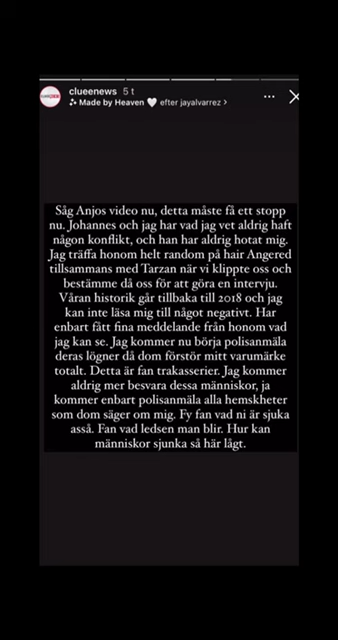 clueenews 5 t
Made by Heaven 🤍 efter jayalvarrez >
Såg Anjos video nu, detta måste få ett stopp
nu. Johannes och jag har vad jag vet aldrig haft
någon konflikt, och han har aldrig hotat mig.
Jag träffa honom helt random på hair Angered
tillsammans med Tarzan när vi klippte oss och
bestämme då oss för att göra en intervju.
Våran historik går tillbaka till 2018 och jag
kan inte läsa mig till något negativt. Har
enbart fått fina meddelande från honom vad
jag kan se. Jag kommer nu börja polisanmäla
deras lögner då dom förstör mitt varumärke
totalt. Detta är fan trakasserier. Jag kommer
aldrig mer besvara dessa människor, ja
kommer enbart polisanmäla alla hemskheter
som dom säger om mig. Fy fan vad ni är sjuka
asså. Fan vad ledsen man blir. Hur kan
människor sjunka så här lågt.